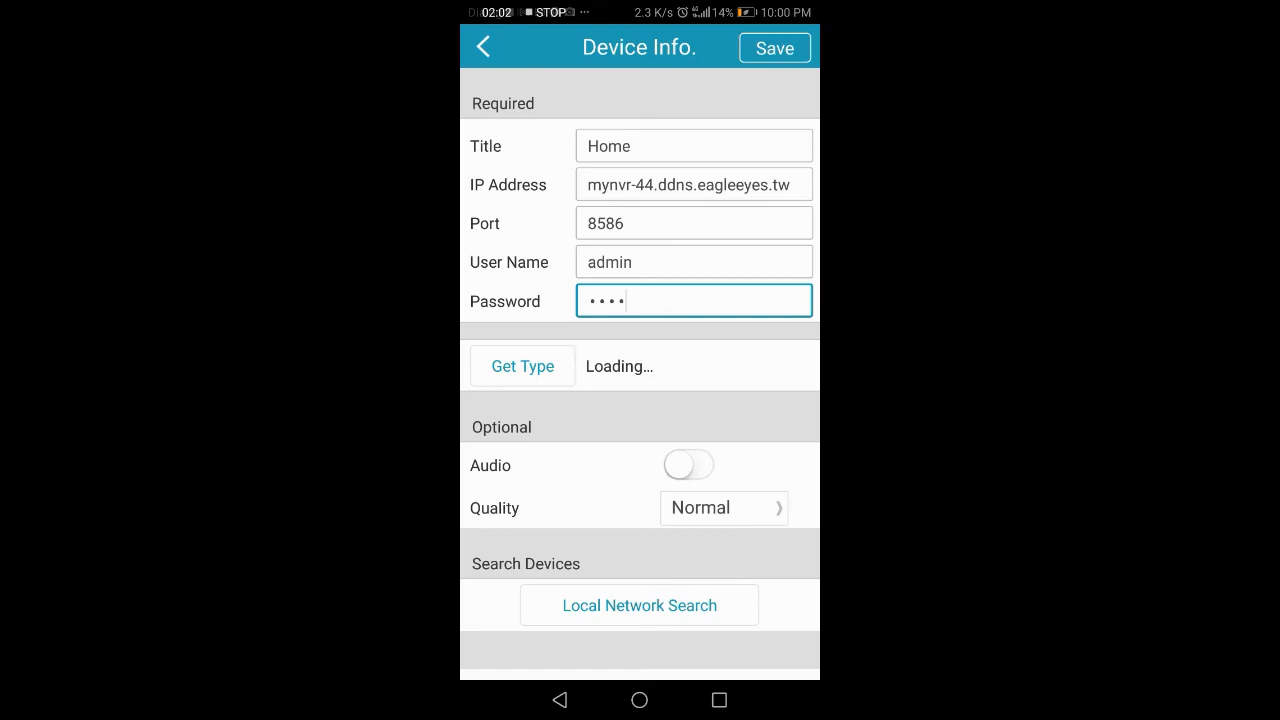 02:02 STOP ... 2.3 K/s 4G 14% 10:00 PM
Device Info.
Save
Required
Title Home
IP Address mynvr-44.ddns.eagleeyes.tw
Port 8586
User Name admin
Password ••••
Get Type Loading...
Optional
Audio
Quality Normal
Search Devices
Local Network Search